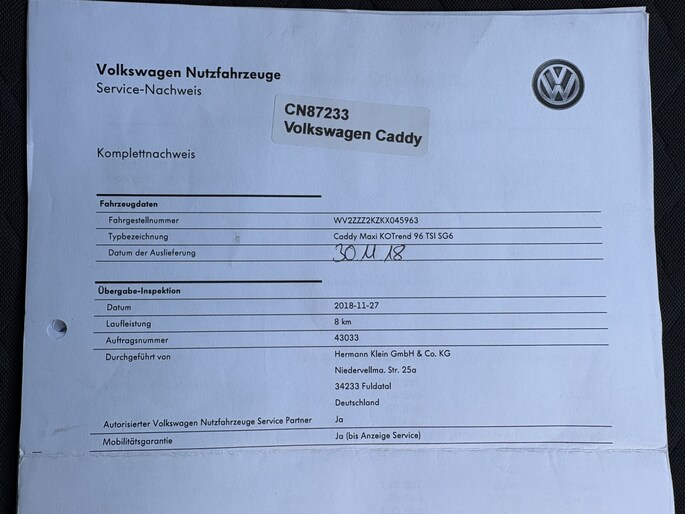 Volkswagen Nutzfahrzeuge
Service-Nachweis
CN87233
Volkswagen Caddy
Komplettnachweis
Fahrzeugdaten
Fahrgestellnummer WV2ZZZ2KZKX045963
Typbezeichnung Caddy Maxi KOTrend 96 TSI SG6
Datum der Auslieferung 30 11 18
Übergabe-Inspektion
Datum 2018-11-27
Laufleistung 8 km
Auftragsnummer 43033
Durchgeführt von Hermann Klein GmbH & Co. KG
Niedervellma. Str. 25a
34233 Fuldatal
Deutschland
Autorisierter Volkswagen Nutzfahrzeuge Service Partner Ja
Mobilitätsgarantie Ja (bis Anzeige Service)